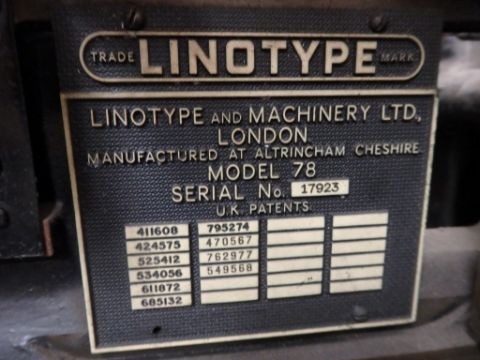 TRADE LINOTYPE MARK
LINOTYPE AND MACHINERY LTD,
LONDON
MANUFACTURED AT ALTRINCHAM CHESHIRE
MODEL 78
SERIAL No. 17923
U.K. PATENTS
411608 795274
424575 470567
525412 762977
534056 549568
611872
685132